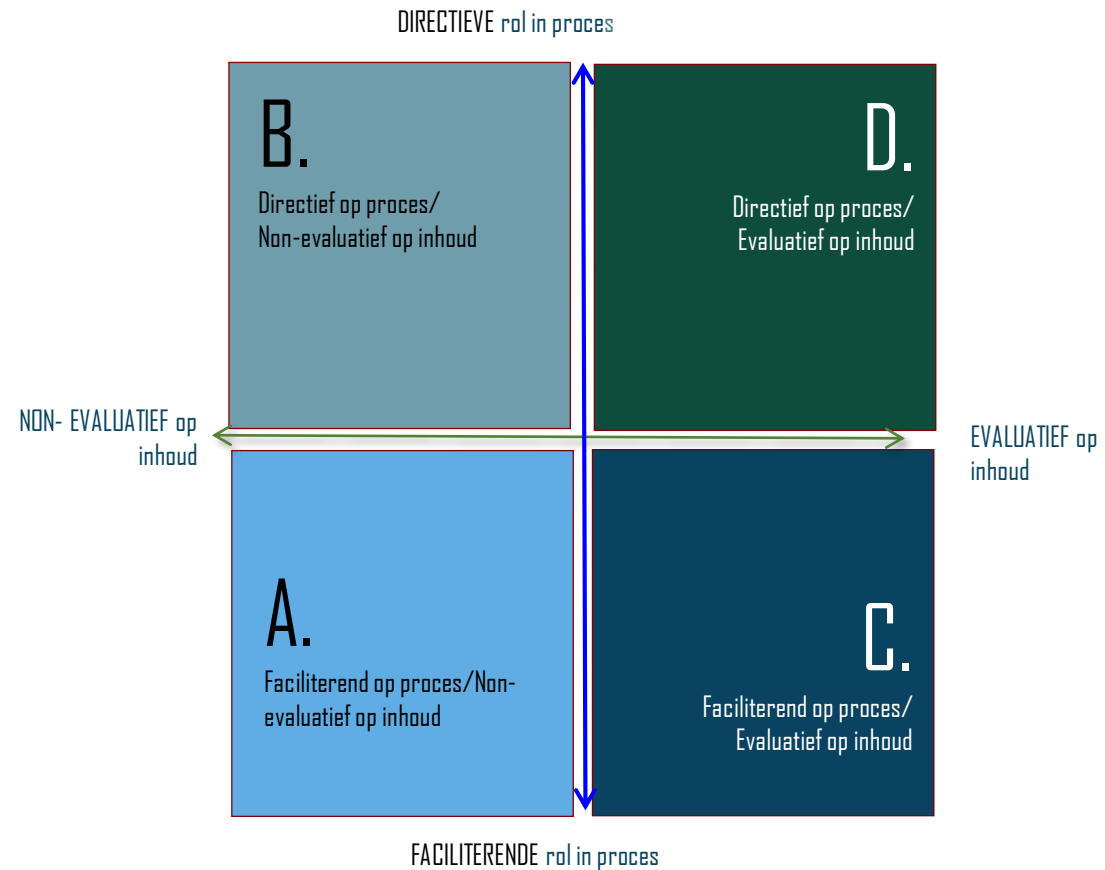 DIRECTIEVE rol in proces
B.
Directief op proces/
Non-evaluatief op inhoud
D.
Directief op proces/
Evaluatief op inhoud
NON- EVALUATIEF op
inhoud
EVALUATIEF op
inhoud
A.
Faciliterend op proces/Non-
evaluatief op inhoud
C.
Faciliterend op proces/
Evaluatief op inhoud
FACILITERENDE rol in proces